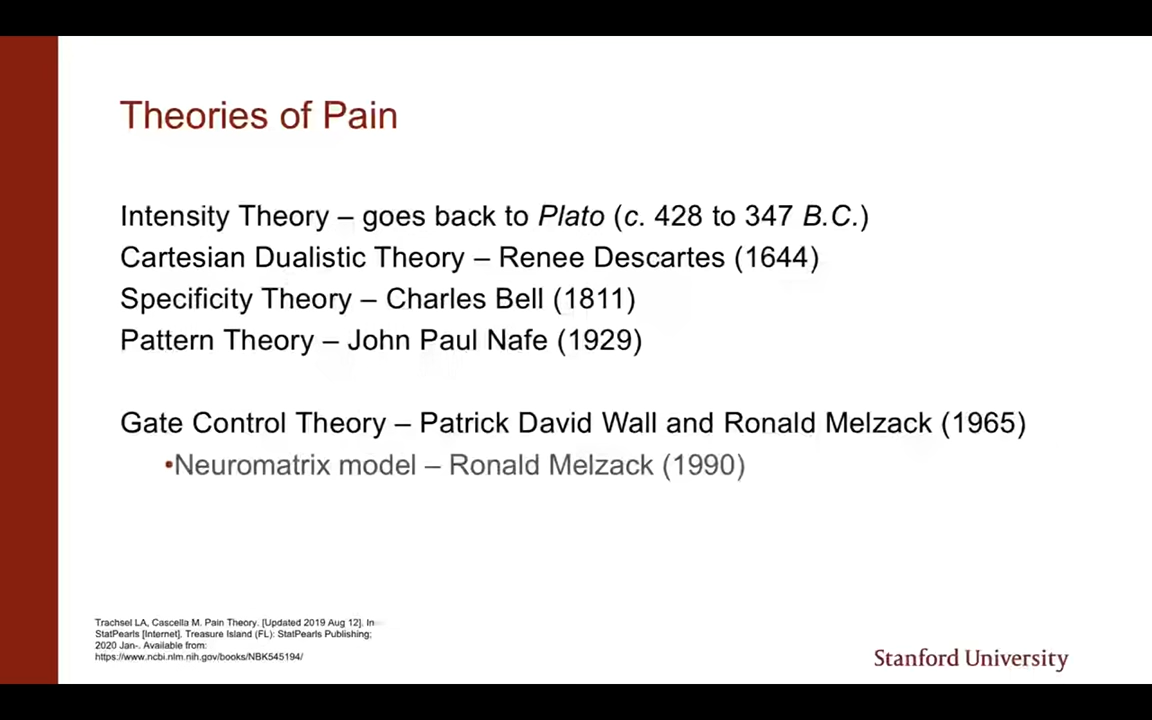 Theories of Pain
Intensity Theory – goes back to Plato (c. 428 to 347 B.C.)
Cartesian Dualistic Theory – Renee Descartes (1644)
Specificity Theory – Charles Bell (1811)
Pattern Theory – John Paul Nafe (1929)
Gate Control Theory – Patrick David Wall and Ronald Melzack (1965)
•Neuromatrix model – Ronald Melzack (1990)
Trachsel LA, Cascella M. Pain Theory. [Updated 2019 Aug 12]. In
StatPearls [Internet]. Treasure Island (FL): StatPearls Publishing;
2020 Jan-. Available from:
https://www.ncbi.nlm.nih.gov/books/NBK545194/
Stanford University